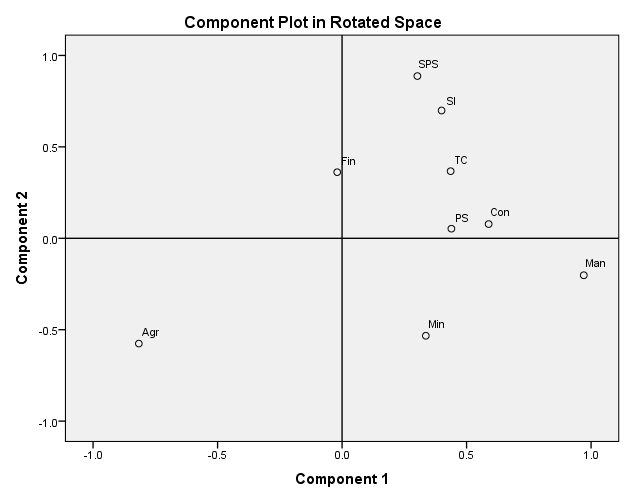 Component Plot in Rotated Space
1.0
0.5
0.0
-0.5
-1.0
Component 2
SPS
SI
Fin
TC
PS
Con
Man
Min
Agr
-1.0
-0.5
0.0
0.5
1.0
Component 1